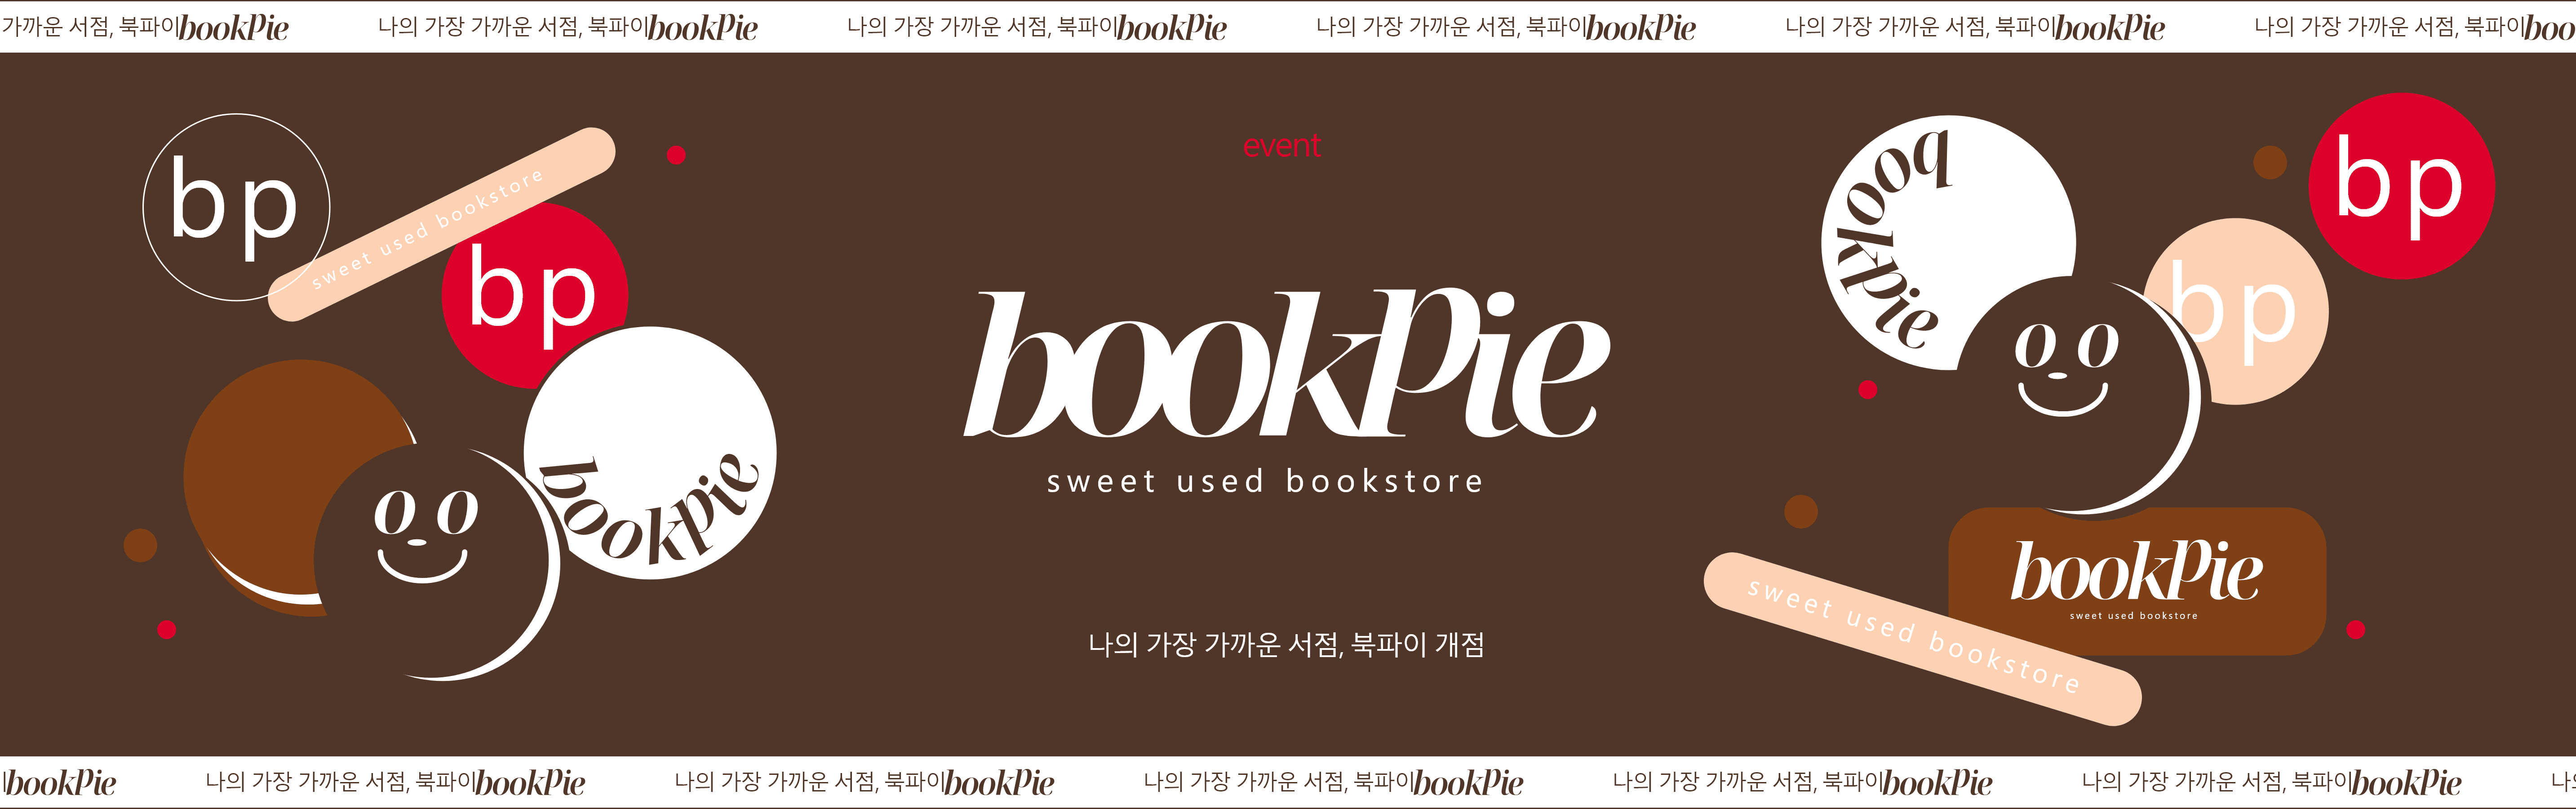 가까운 서점, 북파이bookPie 나의 가장 가까운 서점, 북파이bookPie 나의 가장 가까운 서점, 북파이bookPie 나의 가장 가까운 서점, 북파이bookPie 나의 가장 가까운 서점, 북파이bookPie 나의 가장 가까운 서점, 북파이boo
bp
sweet used bookstore
bp
bookpie
event
bookPie
sweet used bookstore
나의 가장 가까운 서점, 북파이 개점
bookpie
bp
bp
bookPie
sweet used bookstore
sweet used bookstore
bookPie 나의 가장 가까운 서점, 북파이bookPie 나의 가장 가까운 서점, 북파이bookPie 나의 가장 가까운 서점, 북파이bookPie 나의 가장 가까운 서점, 북파이bookPie 나의 가장 가까운 서점, 북파이bookPie